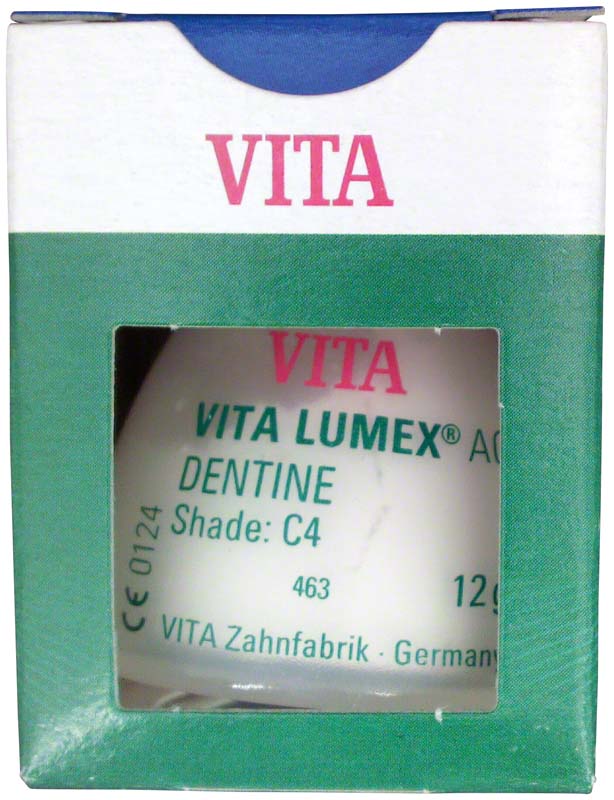 VITA
VITA
VITA LUMEX® AC
DENTINE
Shade: C4
CE 0124
463
12g
VITA Zahnfabrik · Germany